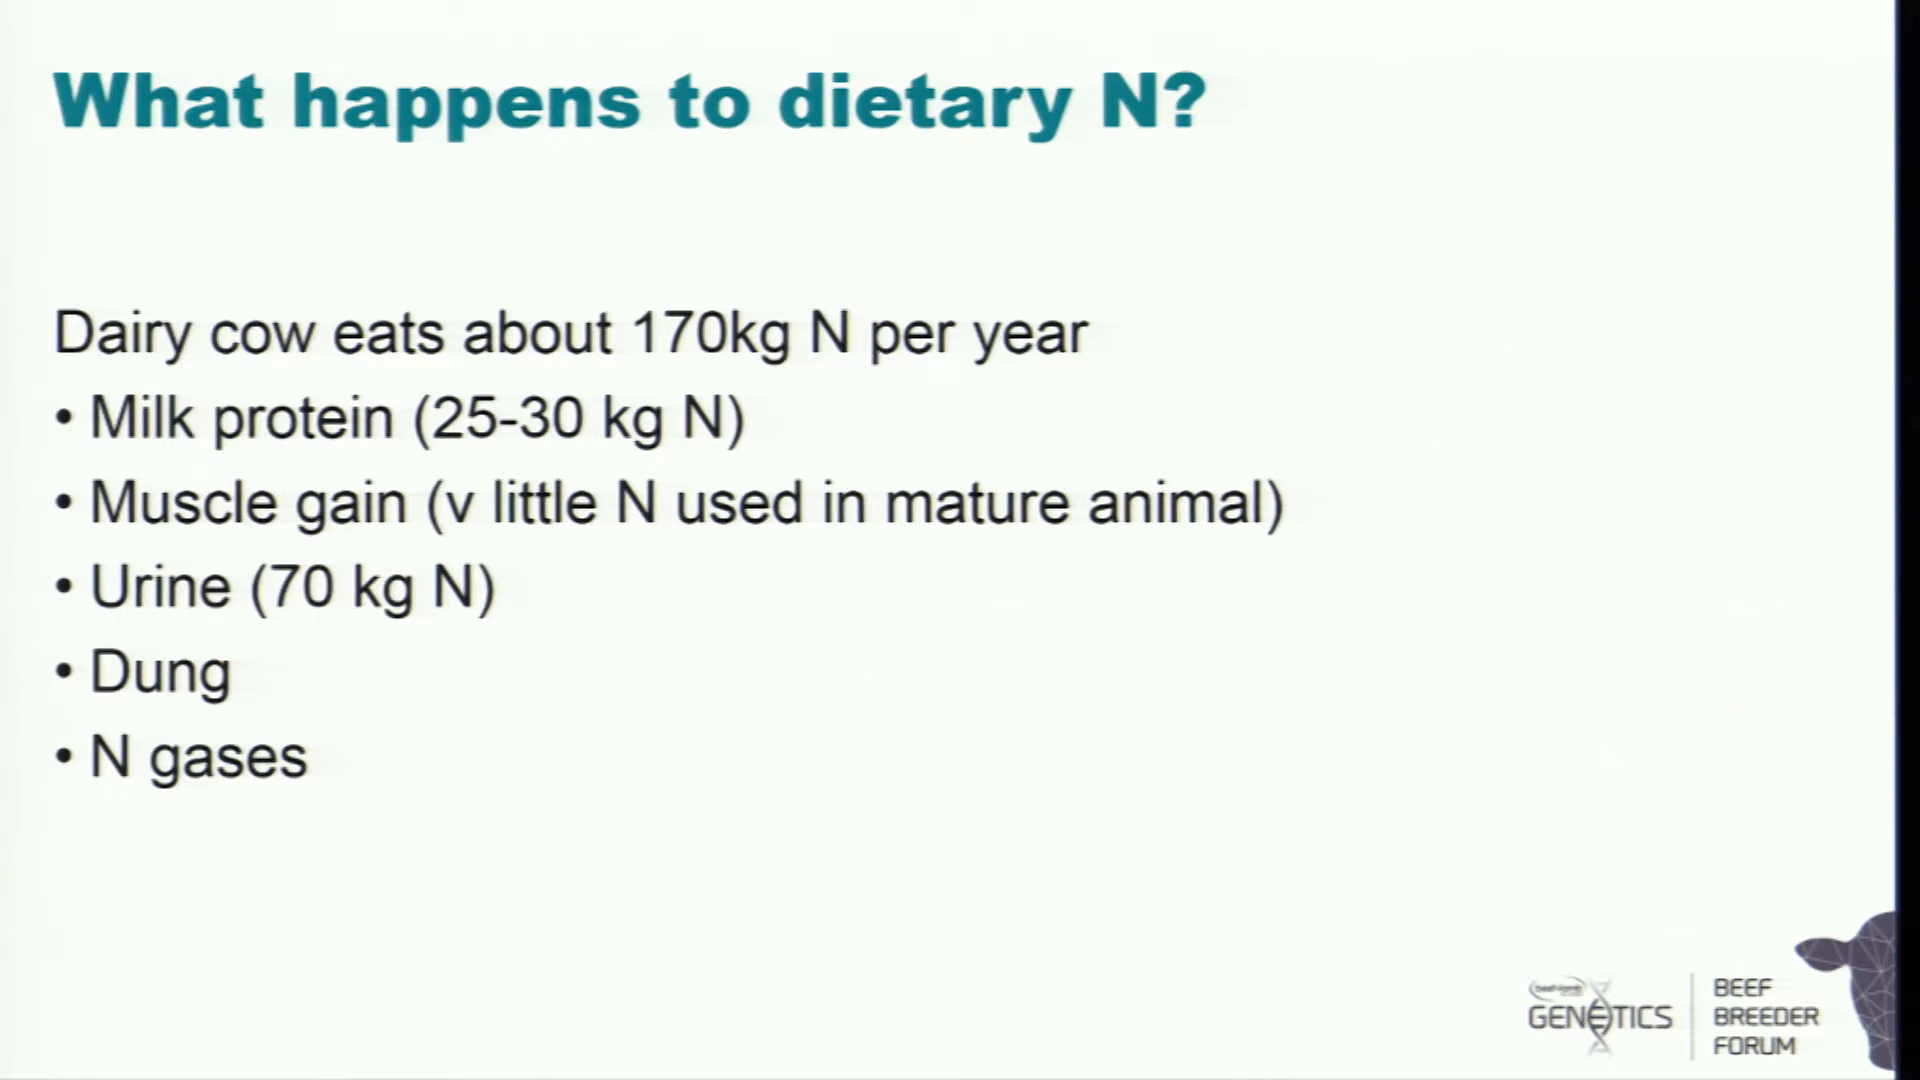 What happens to dietary N?
Dairy cow eats about 170kg N per year
• Milk protein (25-30 kg N)
• Muscle gain (v little N used in mature animal)
• Urine (70 kg N)
• Dung
• N gases
GENETICS
BEEF
BREEDER
FORUM